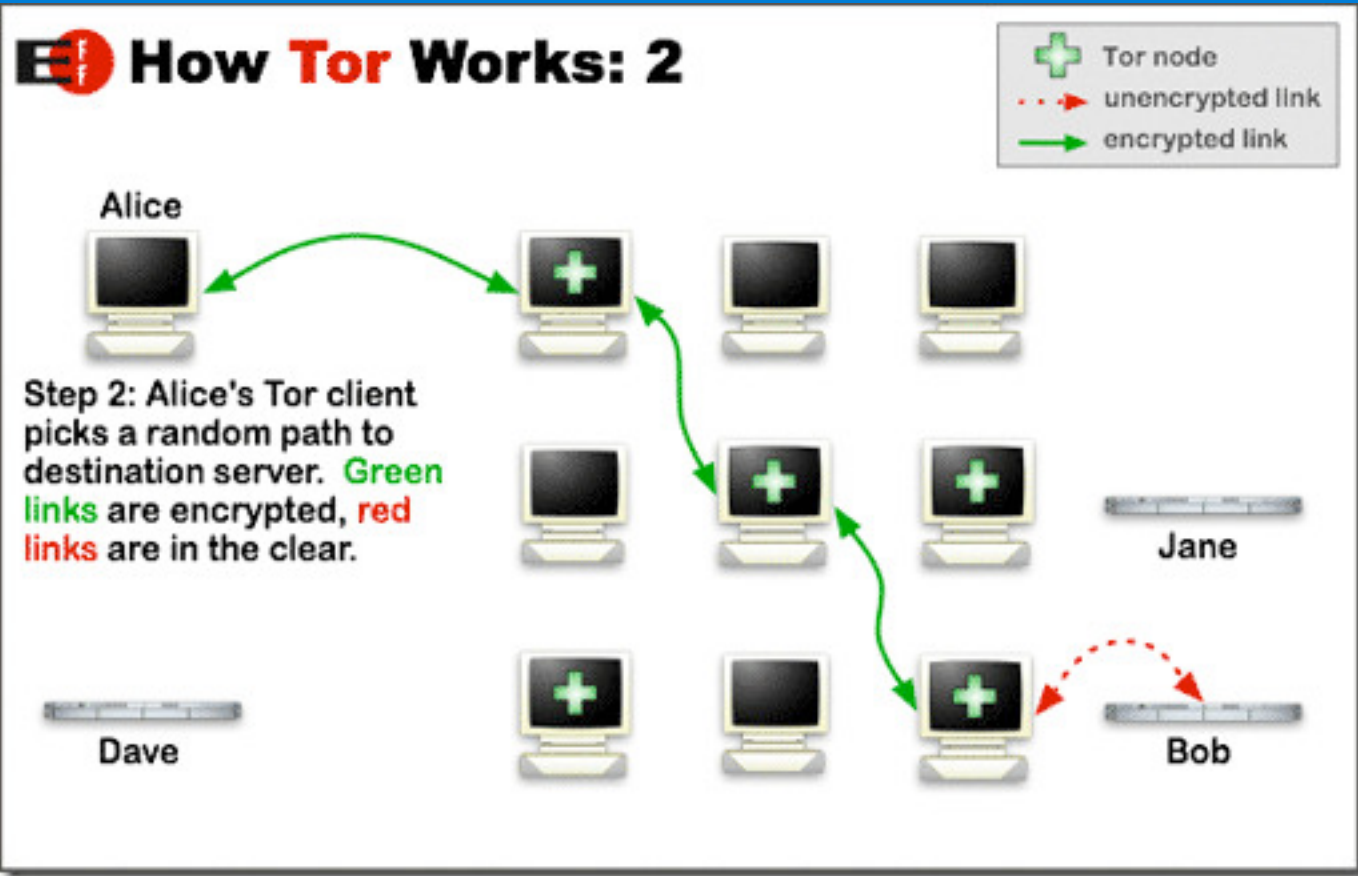 EFF How Tor Works: 2
Tor node
unencrypted link
encrypted link
Alice
Step 2: Alice's Tor client
picks a random path to
destination server. Green
links are encrypted, red
links are in the clear.
Jane
Dave
Bob